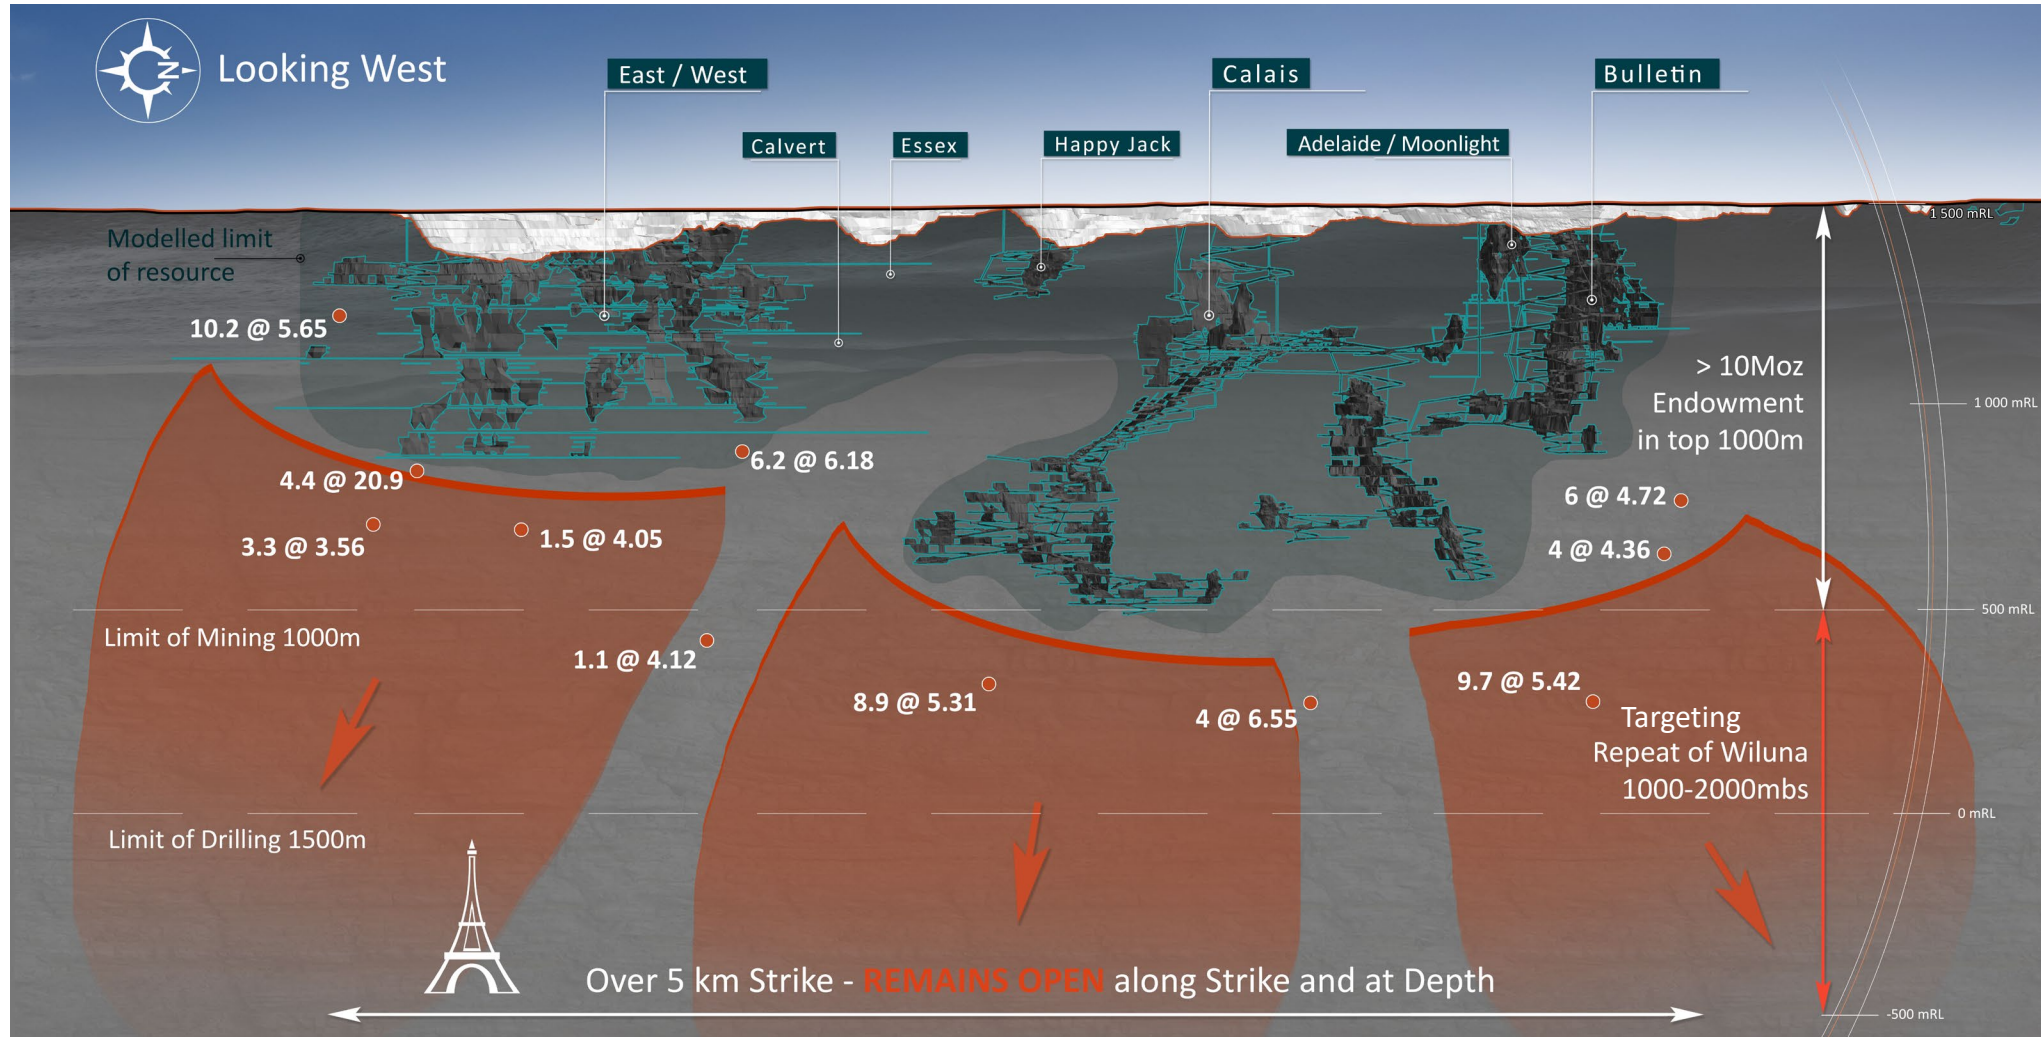 N
Looking West
East / West
Calais
Bulletin
Calvert
Essex
Happy Jack
Adelaide / Moonlight
1 500 mRL
Modelled limit
of resource
10.2 @ 5.65
> 10Moz
Endowment
in top 1000m
1 000 mRL
4.4 @ 20.9
6.2 @ 6.18
6 @ 4.72
3.3 @ 3.56
1.5 @ 4.05
4 @ 4.36
500 mRL
Limit of Mining 1000m
1.1 @ 4.12
8.9 @ 5.31
4 @ 6.55
9.7 @ 5.42
Targeting
Repeat of Wiluna
1000-2000mbs
0 mRL
Limit of Drilling 1500m
Over 5 km Strike - REMAINS OPEN along Strike and at Depth
-500 mRL